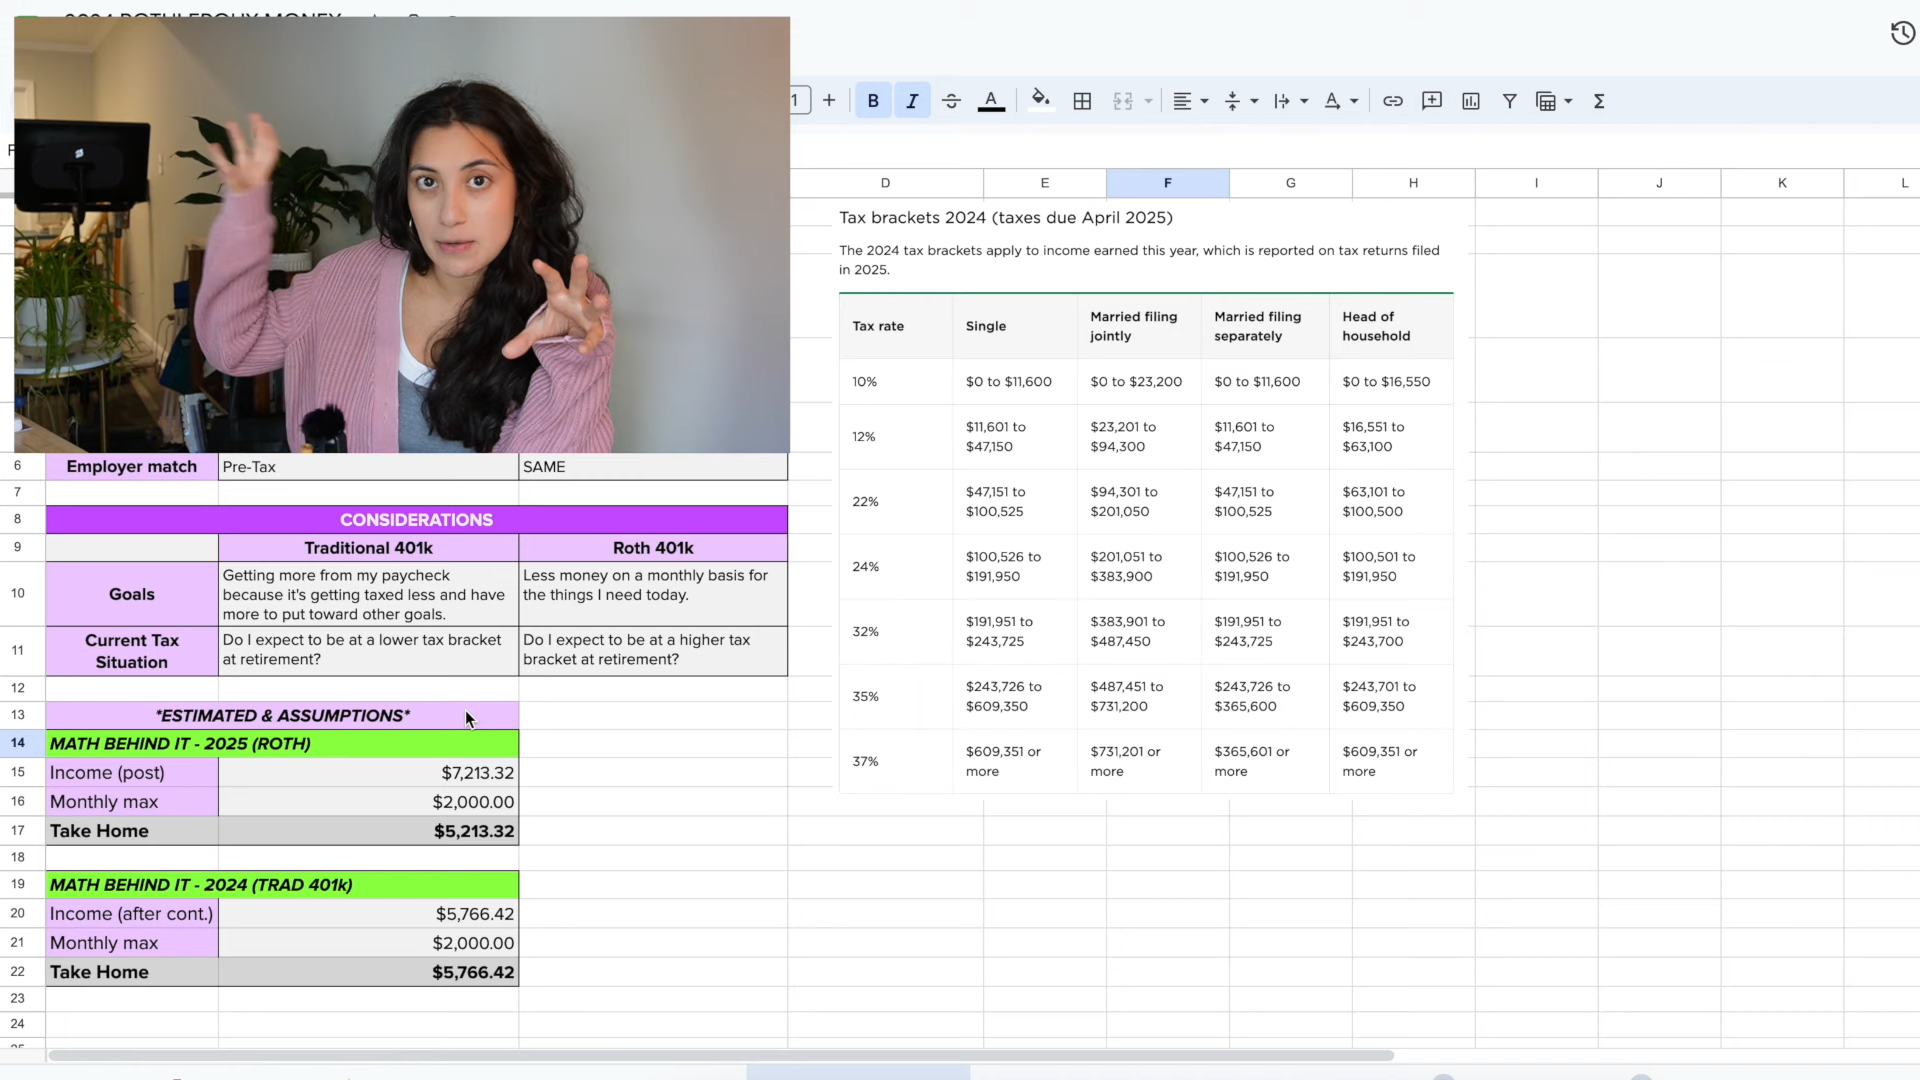 B I A
D E F G H I J K L
Tax brackets 2024 (taxes due April 2025)
The 2024 tax brackets apply to income earned this year, which is reported on tax returns filed
in 2025.
Tax rate Single Married filing jointly Married filing separately Head of household
10% $0 to $11,600 $0 to $23,200 $0 to $11,600 $0 to $16,550
12% $11,601 to $47,150 $23,201 to $94,300 $11,601 to $47,150 $16,551 to $63,100
22% $47,151 to $100,525 $94,301 to $201,050 $47,151 to $100,525 $63,101 to $100,500
24% $100,526 to $191,950 $201,051 to $383,900 $100,526 to $191,950 $100,501 to $191,950
32% $191,951 to $243,725 $383,901 to $487,450 $191,951 to $243,725 $191,951 to $243,700
35% $243,726 to $609,350 $487,451 to $731,200 $243,726 to $365,600 $243,701 to $609,350
37% $609,351 or more $731,201 or more $365,601 or more $609,351 or more
6 Employer match Pre-Tax SAME
7
8 CONSIDERATIONS
9 Traditional 401k Roth 401k
10 Goals Getting more from my paycheck because it's getting taxed less and have more to put toward other goals. Less money on a monthly basis for the things I need today.
11 Current Tax Situation Do I expect to be at a lower tax bracket at retirement? Do I expect to be at a higher tax bracket at retirement?
12
13 *ESTIMATED & ASSUMPTIONS*
14 MATH BEHIND IT - 2025 (ROTH)
15 Income (post) $7,213.32
16 Monthly max $2,000.00
17 Take Home $5,213.32
18
19 MATH BEHIND IT - 2024 (TRAD 401k)
20 Income (after cont.) $5,766.42
21 Monthly max $2,000.00
22 Take Home $5,766.42
23
24